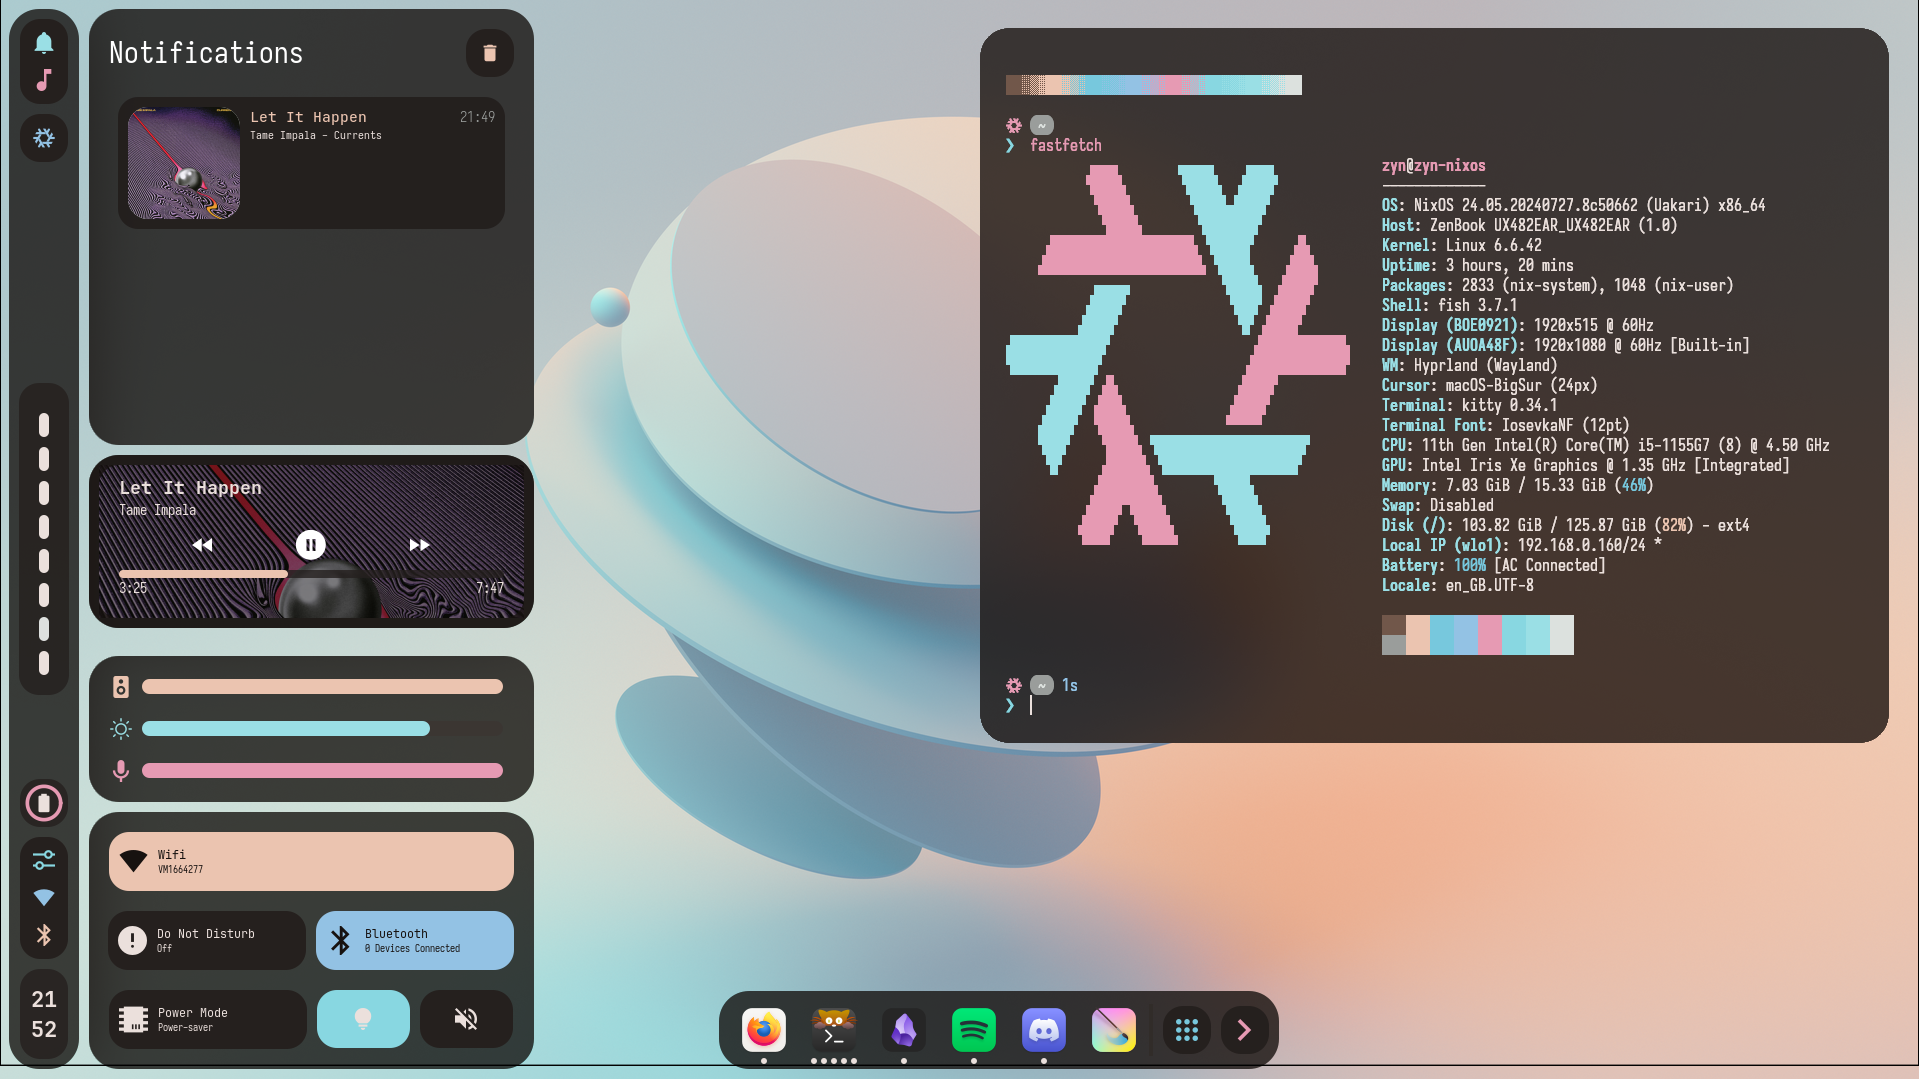 Notifications
Let It Happen
21:49
Tame Impala - Currents
Let It Happen
Tame Impala
3:25
7:47
Wifi
VM1664277
Do Not Disturb
Off
Bluetooth
0 Devices Connected
Power Mode
Power-saver
21
52
~
❯ fastfetch
zyn@zyn-nixos
-------------
OS: NixOS 24.05.20240727.8c50662 (Uakari) x86_64
Host: ZenBook UX482EAR_UX482EAR (1.0)
Kernel: Linux 6.6.42
Uptime: 3 hours, 20 mins
Packages: 2833 (nix-system), 1048 (nix-user)
Shell: fish 3.7.1
Display (BOE0921): 1920x515 @ 60Hz
Display (AUOA48F): 1920x1080 @ 60Hz [Built-in]
WM: Hyprland (Wayland)
Cursor: macOS-BigSur (24px)
Terminal: kitty 0.34.1
Terminal Font: IosevkaNF (12pt)
CPU: 11th Gen Intel(R) Core(TM) i5-1155G7 (8) @ 4.50 GHz
GPU: Intel Iris Xe Graphics @ 1.35 GHz [Integrated]
Memory: 7.03 GiB / 15.33 GiB (46%)
Swap: Disabled
Disk (/): 103.82 GiB / 125.87 GiB (82%) - ext4
Local IP (wlo1): 192.168.0.160/24 *
Battery: 100% [AC Connected]
Locale: en_GB.UTF-8
~ 1s
❯